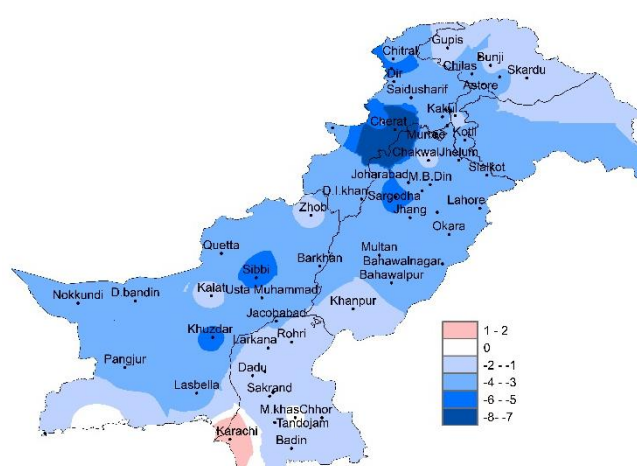 Gupis
Chitral
Bunji
Chilas
Skardu
Dir
Astore
Saidusharif
Kakul
Cherat
Kotli
Chakwal Jhelum
Sialkot
Joharabad M.B.Din
D.I.khan
Sargodha
Zhob
Lahore
Jhang
Okara
Quetta
Multan
Barkhan
Bahawalnagar
Sibbi
Bahawalpur
Kalat
Usta Muhammad
Nokkundi
D.bandin
Khanpur
Jacobabad
Khuzdar
Rohri
Larkana
Pangjur
Dadu
Lasbella
Sakrand
M.khas Chhor
Tandojam
Karachi
Badin
1 - 2
0
-2 - -1
-4 - -3
-6 - -5
-8 - -7